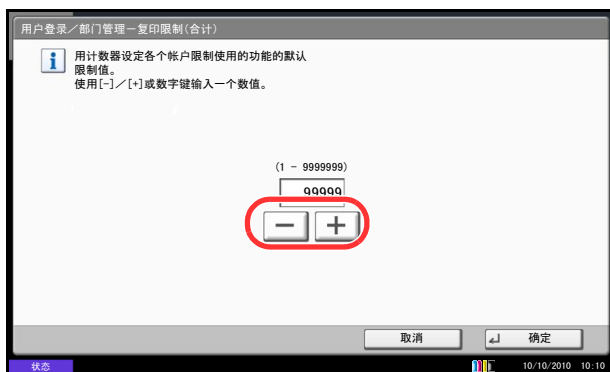 用户登录／部门管理－复印限制(合计)
用计数器设定各个帐户限制使用的功能的默认
限制值。
使用[-]／[+]或数字键输入一个数值。
(1 - 9999999)
99999
－ ＋
取消 确定
状态 10/10/2010 10:10